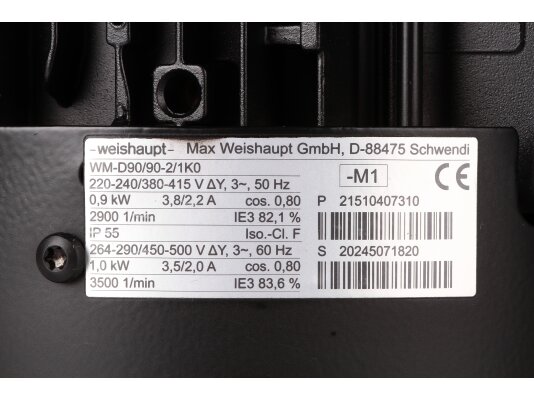 -weishaupt- Max Weishaupt GmbH, D-88475 Schwendi
WM-D90/90-2/1K0
-M1
CE
220-240/380-415 V ΔY, 3~, 50 Hz
0,9 kW 3,8/2,2 A cos. 0,80
P 21510407310
2900 1/min IE3 82,1 %
IP 55 Iso.-Cl. F
264-290/450-500 V ΔY, 3~, 60 Hz
S 20245071820
1,0 kW 3,5/2,0 A cos. 0,80
3500 1/min IE3 83,6 %